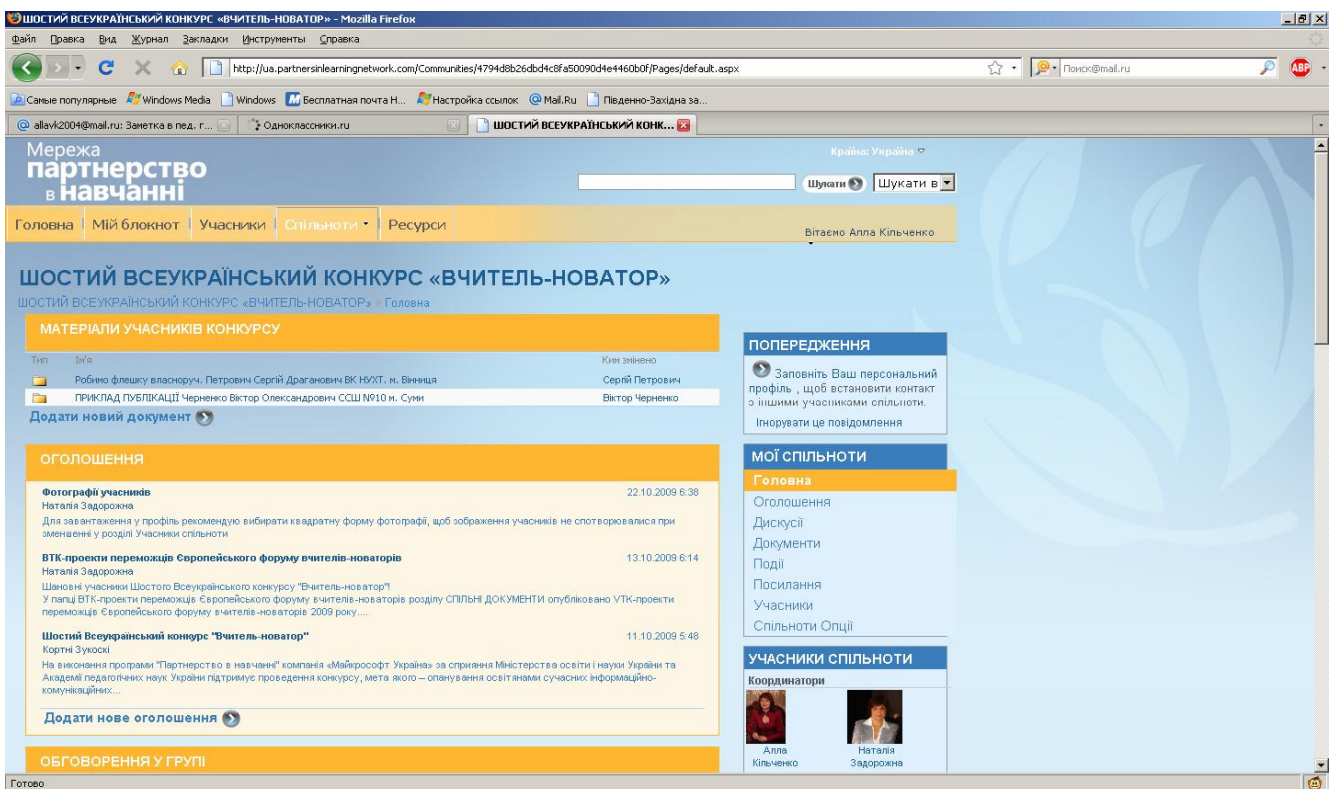 ШОСТИЙ ВСЕУКРАЇНСЬКИЙ КОНКУРС «ВЧИТЕЛЬ-НОВАТОР» - Mozilla Firefox
Файл Правка Вид Журнал Закладки Инструменты Справка
http://ua.partnersinlearningnetwork.com/Communities/4794d8b26dbd4c8fa50090d4e4460b0f/Pages/default.aspx Поиск@mail.ru ABP
Самые популярные Windows Media Windows Бесплатная почта H... Настройка ссылок Mail.Ru Південно-Західна за...
allavk2004@mail.ru: Заметка в пед. г... Одноклассники.ru ШОСТИЙ ВСЕУКРАЇНСЬКИЙ КОНК...
Мережа
партнерство
в навчанні
Країна: Україна
Шукати Шукати в
Головна Мій блокнот Учасники Спільноти Ресурси
Вітаємо Алла Кільченко
ШОСТИЙ ВСЕУКРАЇНСЬКИЙ КОНКУРС «ВЧИТЕЛЬ-НОВАТОР»
ШОСТИЙ ВСЕУКРАЇНСЬКИЙ КОНКУРС «ВЧИТЕЛЬ-НОВАТОР» Головна
МАТЕРІАЛИ УЧАСНИКІВ КОНКУРСУ
Тип Ім'я Ким змінено
Робимо флешку власноруч. Петрович Сергій Драганович ВК НУХТ. м. Вінниця Сергій Петрович
ПРИКЛАД ПУБЛІКАЦІЇ Черненко Віктор Олександрович ССШ №10 м. Суми Віктор Черненко
Додати новий документ
ОГОЛОШЕННЯ
Фотографії учасників 22.10.2009 6:38
Наталія Задорожна
Для завантаження у профіль рекомендую вибирати квадратну форму фотографії, щоб зображення учасників не спотворювалися при
зменшенні у розділі Учасники спільноти
ВТК-проекти переможців Європейського форуму вчителів-новаторів 13.10.2009 6:14
Наталія Задорожна
Шановні учасники Шостого Всеукраїнського конкурсу "Вчитель-новатор"!
У папці ВТК-проекти переможців Європейського форуму вчителів-новаторів розділу СПІЛЬНІ ДОКУМЕНТИ опубліковано VTK-проекти
переможців Європейського форуму вчителів-новаторів 2009 року....
Шостий Всеукраїнський конкурс "Вчитель-новатор" 11.10.2009 5:48
Кортні Зукоскі
На виконання програми "Партнерство в навчанні" компанія «Майкрософт Україна» за сприяння Міністерства освіти і науки України та
Академії педагогічних наук України підтримує проведення конкурсу, мета якого – опанування освітянами сучасних інформаційно-
комунікаційних...
Додати нове оголошення
ОБГОВОРЕННЯ У ГРУПІ
ПОПЕРЕДЖЕННЯ
Заповніть Ваш персональний
профіль , щоб встановити контакт
з іншими учасниками спільноти.
Ігнорувати це повідомлення
МОЇ СПІЛЬНОТИ
Головна
Оголошення
Дискусії
Документи
Події
Посилання
Учасники
Спільноти Опції
УЧАСНИКИ СПІЛЬНОТИ
Координатори
Алла Наталія
Кільченко Задорожна
Готово